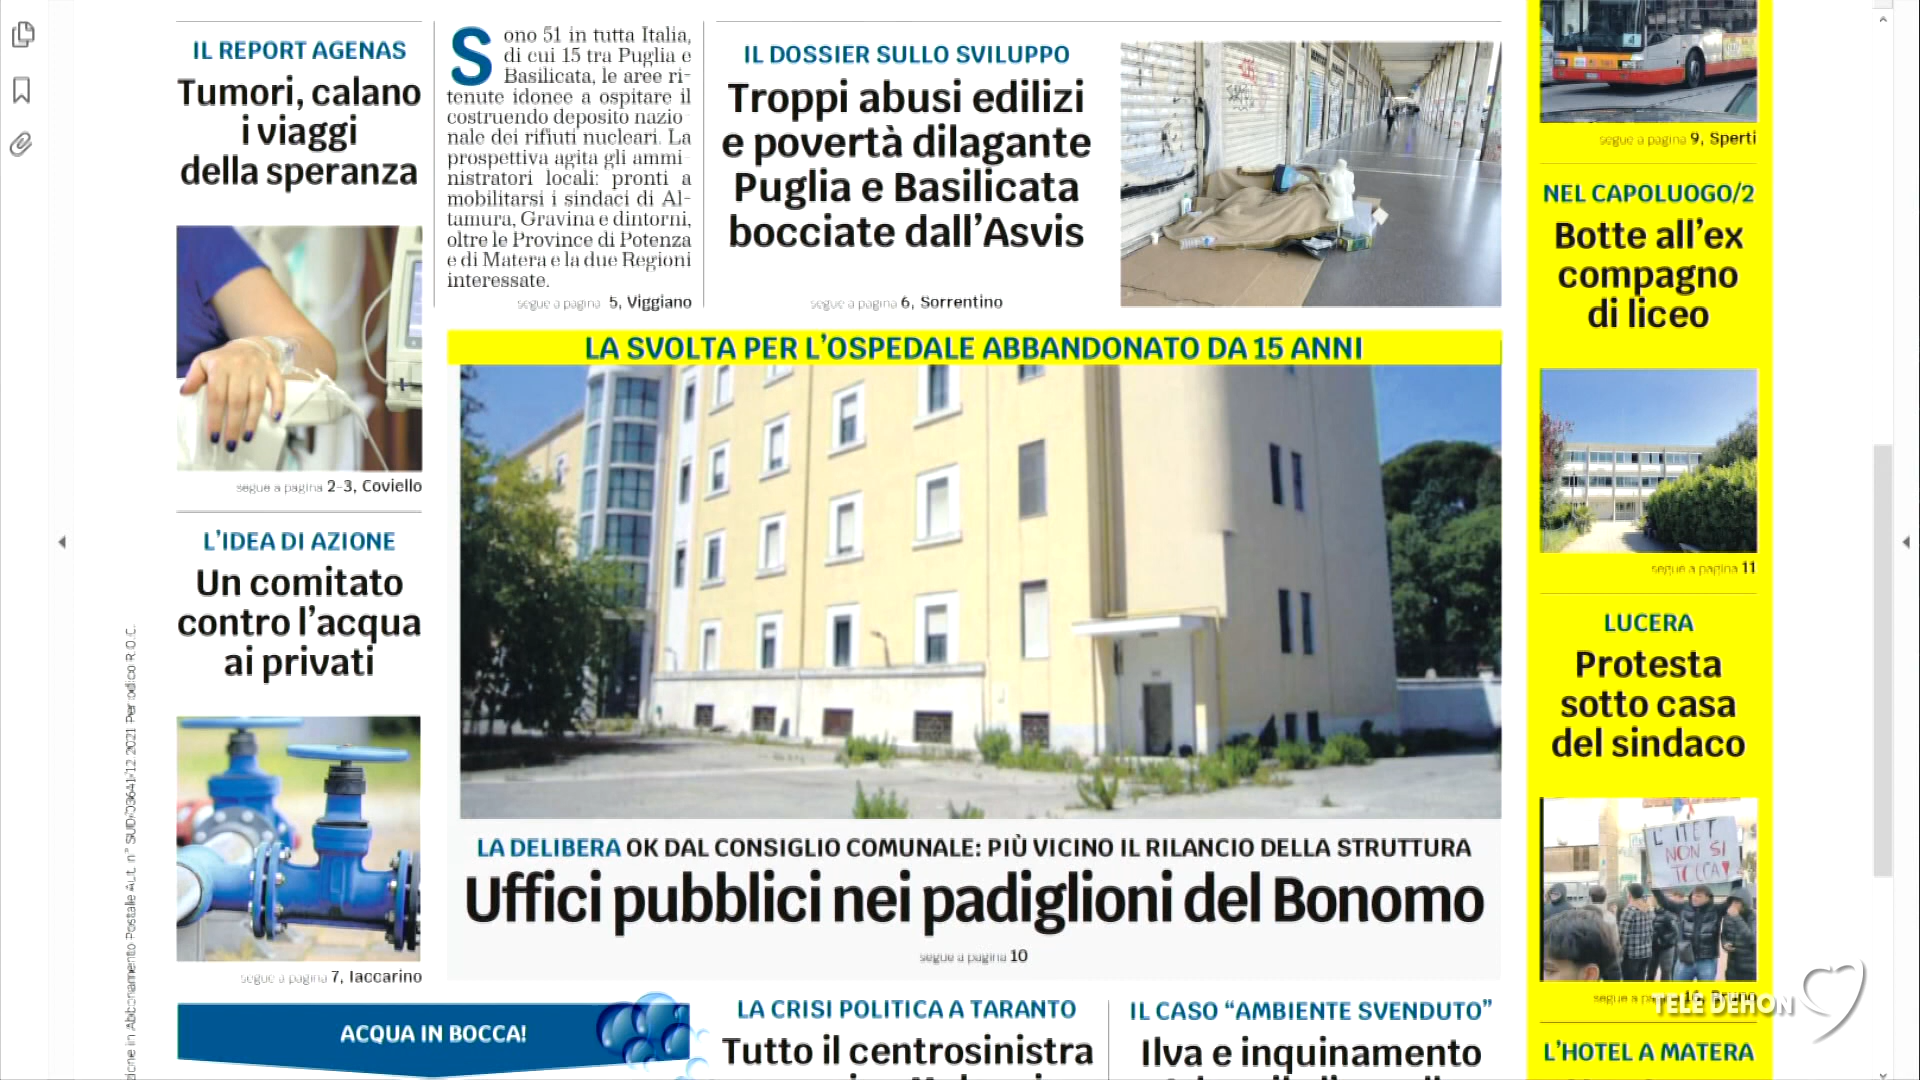 IL REPORT AGENAS
Tumori, calano
i viaggi
della speranza
segue a pagina 2-3, Coviello
L'IDEA DI AZIONE
Un comitato
contro l'acqua
ai privati
segue a pagina 7, Iaccarino
ACQUA IN BOCCA!
Sono 51 in tutta Italia,
di cui 15 tra Puglia e
Basilicata, le aree ri-
tenute idonee a ospitare il
costruendo deposito nazio-
nale dei rifiuti nucleari. La
prospettiva agita gli ammi-
nistratori locali: pronti a
mobilitarsi i sindaci di Al-
tamura, Gravina e dintorni,
oltre le Province di Potenza
e di Matera e la due Regioni
interessate.
segue a pagina 5, Viggiano
IL DOSSIER SULLO SVILUPPO
Troppi abusi edilizi
e povertà dilagante
Puglia e Basilicata
bocciate dall'Asvis
segue a pagina 6, Sorrentino
LA SVOLTA PER L'OSPEDALE ABBANDONATO DA 15 ANNI
LA DELIBERA OK DAL CONSIGLIO COMUNALE: PIÙ VICINO IL RILANCIO DELLA STRUTTURA
Uffici pubblici nei padiglioni del Bonomo
segue a pagina 10
LA CRISI POLITICA A TARANTO
Tutto il centrosinistra
IL CASO "AMBIENTE SVENDUTO"
Ilva e inquinamento
4
segue a pagina 9, Sperti
NEL CAPOLUOGO/2
Botte all'ex
compagno
di liceo
segue a pagina 11
LUCERA
Protesta
sotto casa
del sindaco
L'ITET
NON SI
TOCCA!
segue a
TELE DEHON
L'HOTEL A MATERA